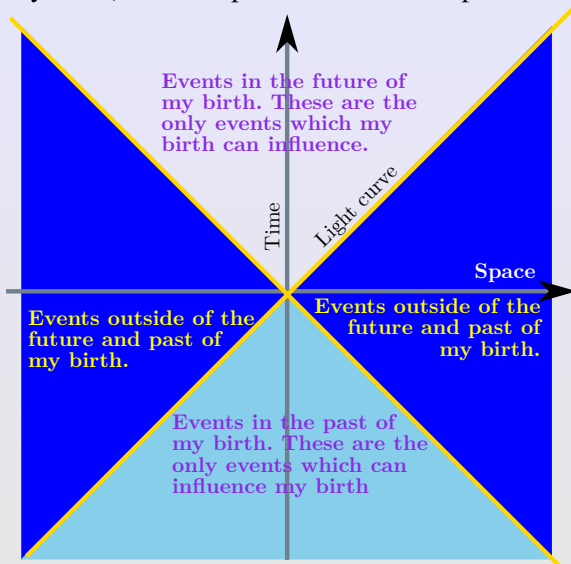 Events in the future of
my birth. These are the
only events which my
birth can influence.
Time
Light curve
Space
Events outside of the
future and past of
my birth.
Events outside of the
future and past of
my birth.
Events in the past of
my birth. These are the
only events which can
influence my birth